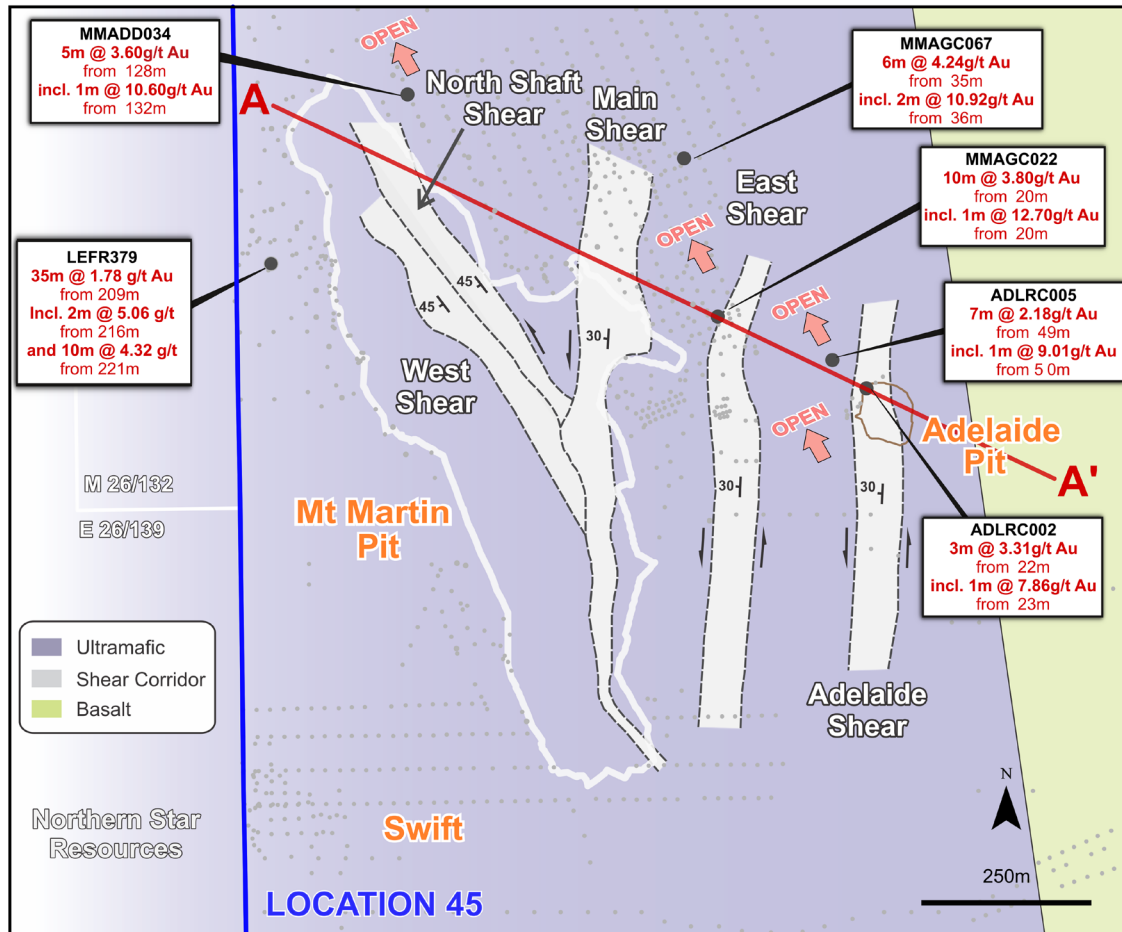 MMADD034
5m @ 3.60g/t Au
from 128m
incl. 1m @ 10.60g/t Au
from 132m
OPEN
A
North Shaft
Shear
Main
Shear
MMAGC067
6m @ 4.24g/t Au
from 35m
incl. 2m @ 10.92g/t Au
from 36m
MMAGC022
10m @ 3.80g/t Au
from 20m
incl. 1m @ 12.70g/t Au
from 20m
East
Shear
OPEN
LEFR379
35m @ 1.78 g/t Au
from 209m
Incl. 2m @ 5.06 g/t
from 216m
and 10m @ 4.32 g/t
from 221m
45
45
30
OPEN
ADLRC005
7m @ 2.18g/t Au
from 49m
incl. 1m @ 9.01g/t Au
from 5 0m
West
Shear
OPEN
Adelaide
Pit
A'
M 26/132
E 26/139
Mt Martin
Pit
30
30
ADLRC002
3m @ 3.31g/t Au
from 22m
incl. 1m @ 7.86g/t Au
from 23m
Ultramafic
Shear Corridor
Basalt
Adelaide
Shear
Northern Star
Resources
Swift
N
250m
LOCATION 45